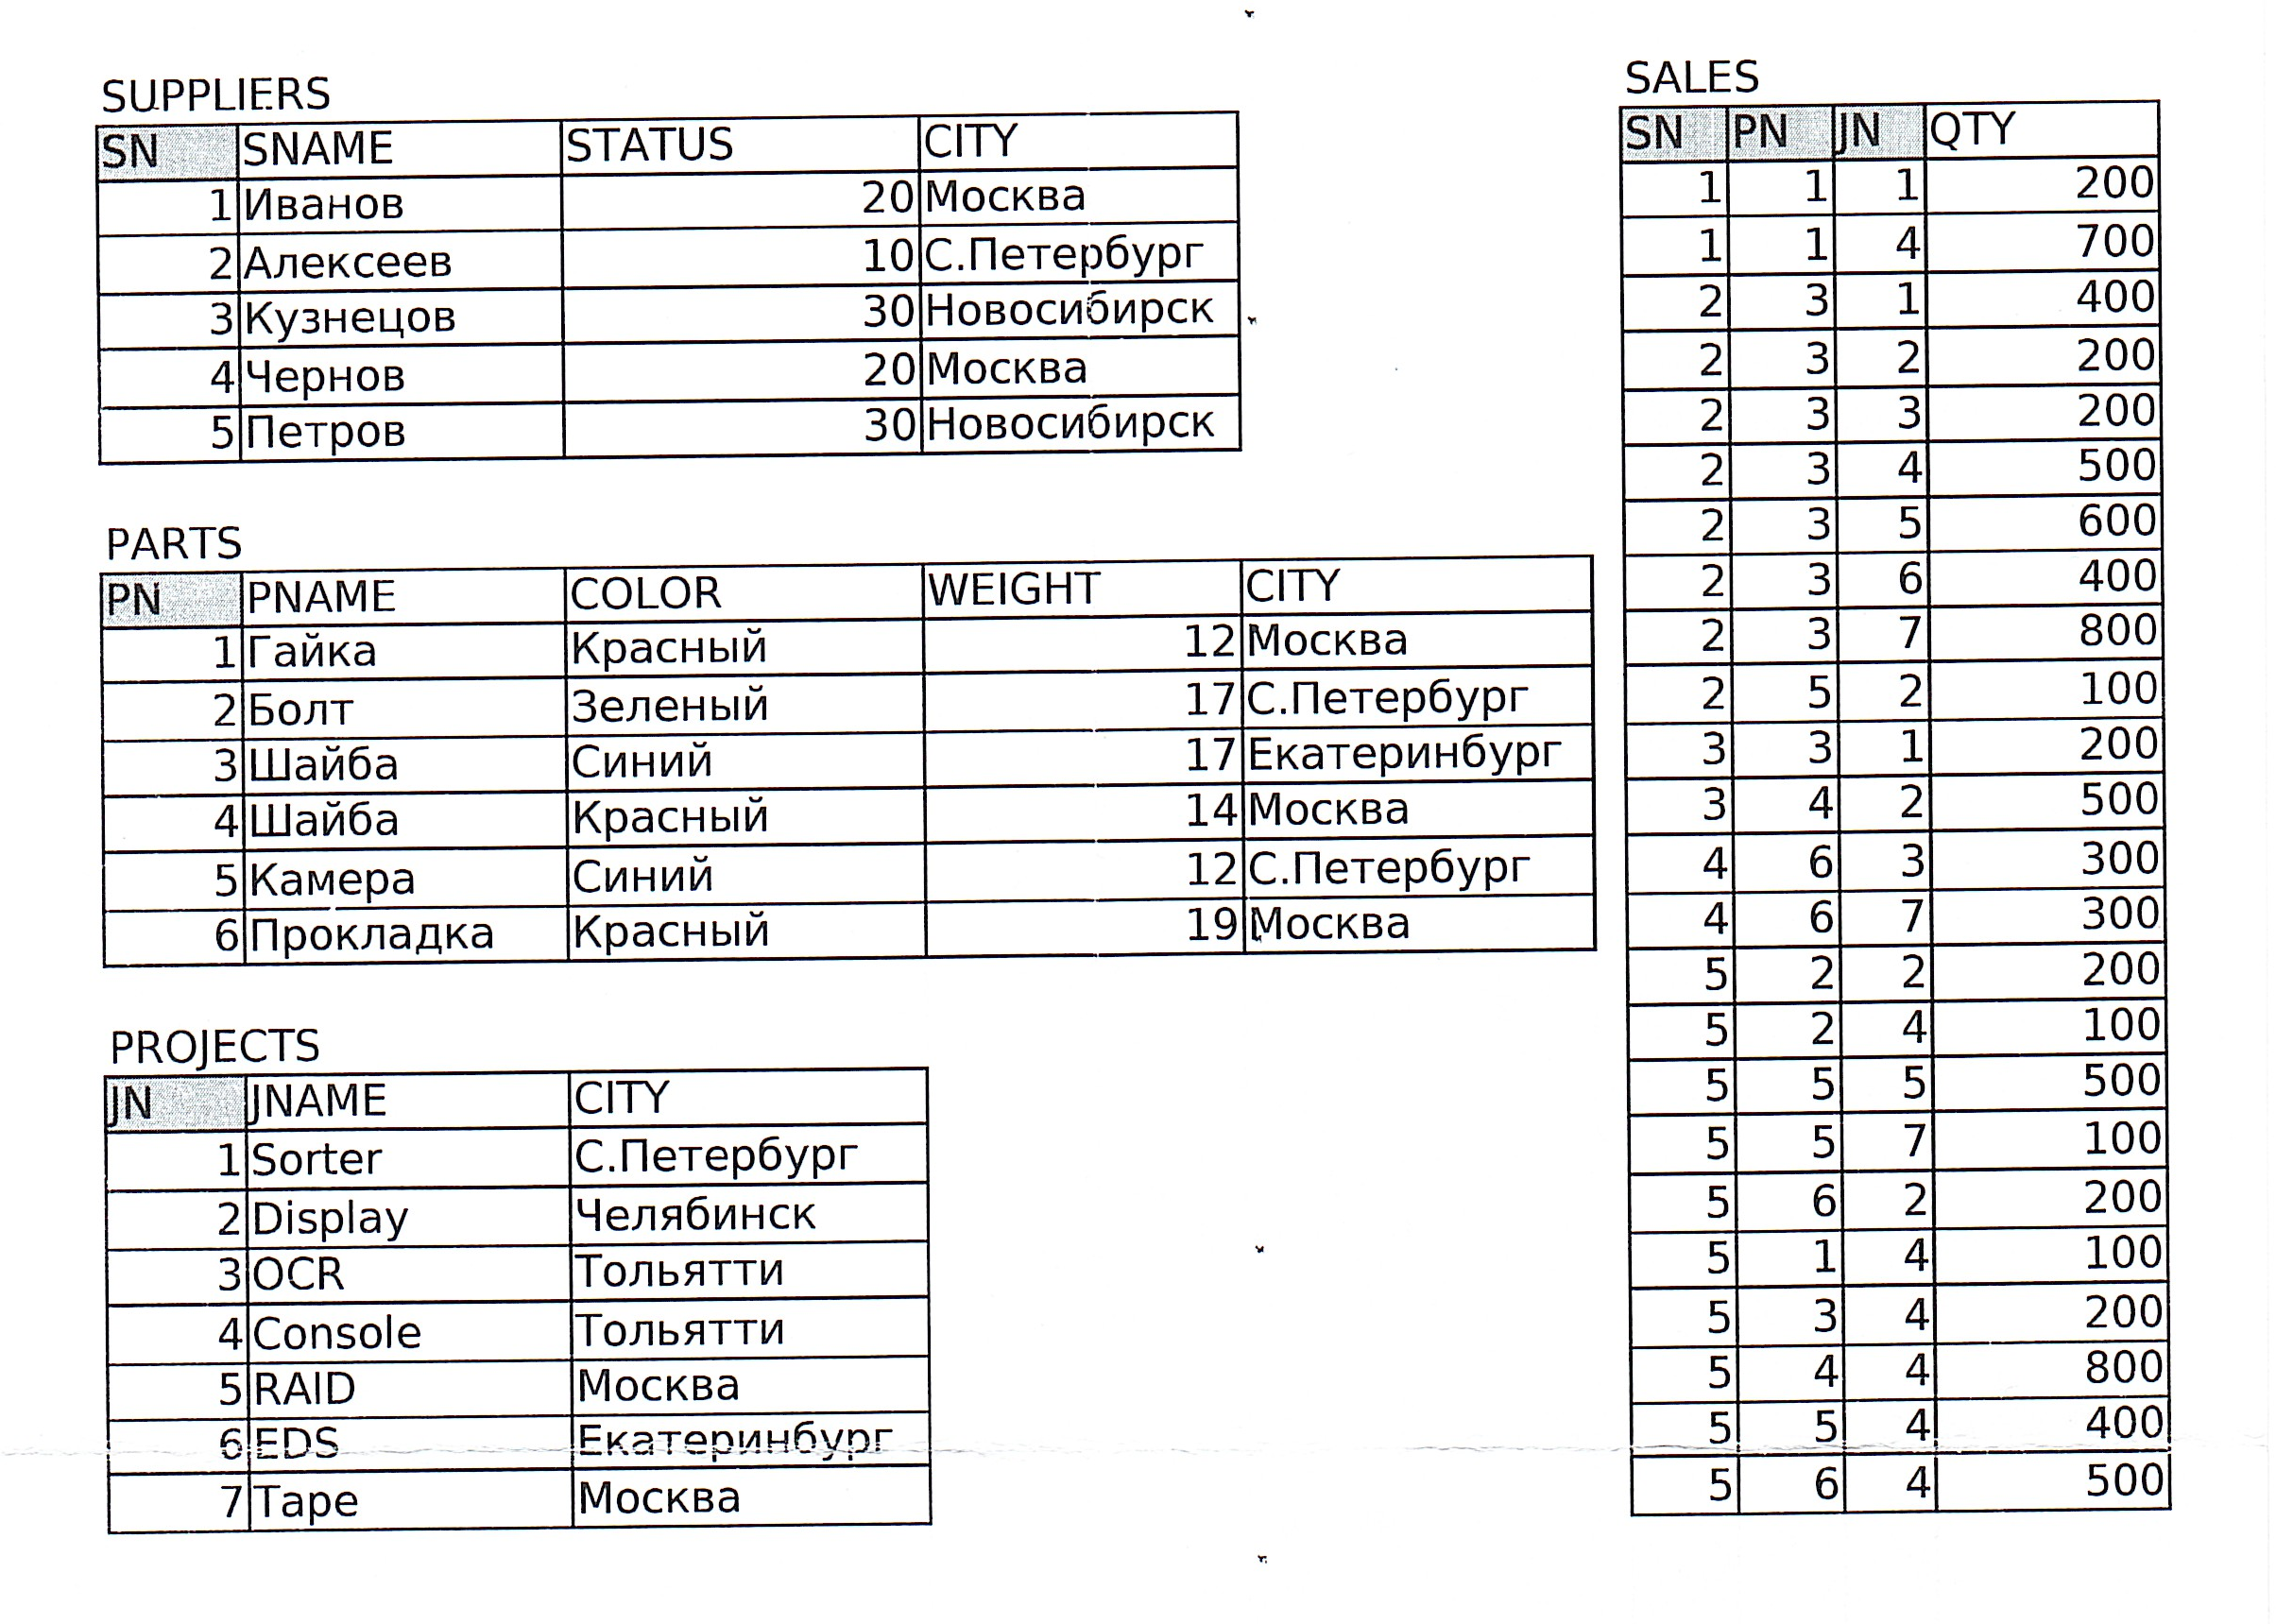 SUPPLIERS
SN SNAME STATUS CITY
1 Иванов 20 Москва
2 Алексеев 10 С.Петербург
3 Кузнецов 30 Новосибирск
4 Чернов 20 Москва
5 Петров 30 Новосибирск
PARTS
PN PNAME COLOR WEIGHT CITY
1 Гайка Красный 12 Москва
2 Болт Зеленый 17 С.Петербург
3 Шайба Синий 17 Екатеринбург
4 Шайба Красный 14 Москва
5 Камера Синий 12 С.Петербург
6 Прокладка Красный 19 Москва
PROJECTS
JN JNAME CITY
1 Sorter С.Петербург
2 Display Челябинск
3 OCR Тольятти
4 Console Тольятти
5 RAID Москва
6 EDS Екатеринбург
7 Tape Москва
SALES
SN PN JN QTY
1 1 1 200
1 1 4 700
2 3 1 400
2 3 2 200
2 3 3 200
2 3 4 500
2 3 5 600
2 3 6 400
2 3 7 800
2 5 2 100
3 3 1 200
3 4 2 500
4 6 3 300
4 6 7 300
5 2 2 200
5 2 4 100
5 5 5 500
5 5 7 100
5 6 2 200
5 1 4 100
5 3 4 200
5 4 4 800
5 5 4 400
5 6 4 500